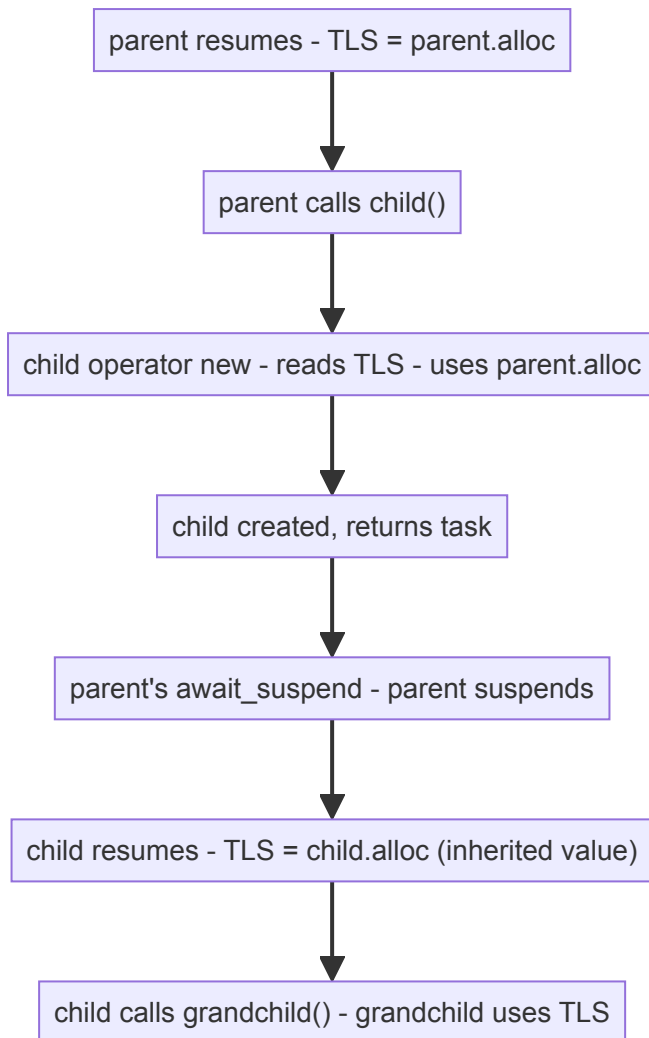 parent resumes - TLS = parent.alloc
parent calls child()
child operator new - reads TLS - uses parent.alloc
child created, returns task
parent's await_suspend - parent suspends
child resumes - TLS = child.alloc (inherited value)
child calls grandchild() - grandchild uses TLS